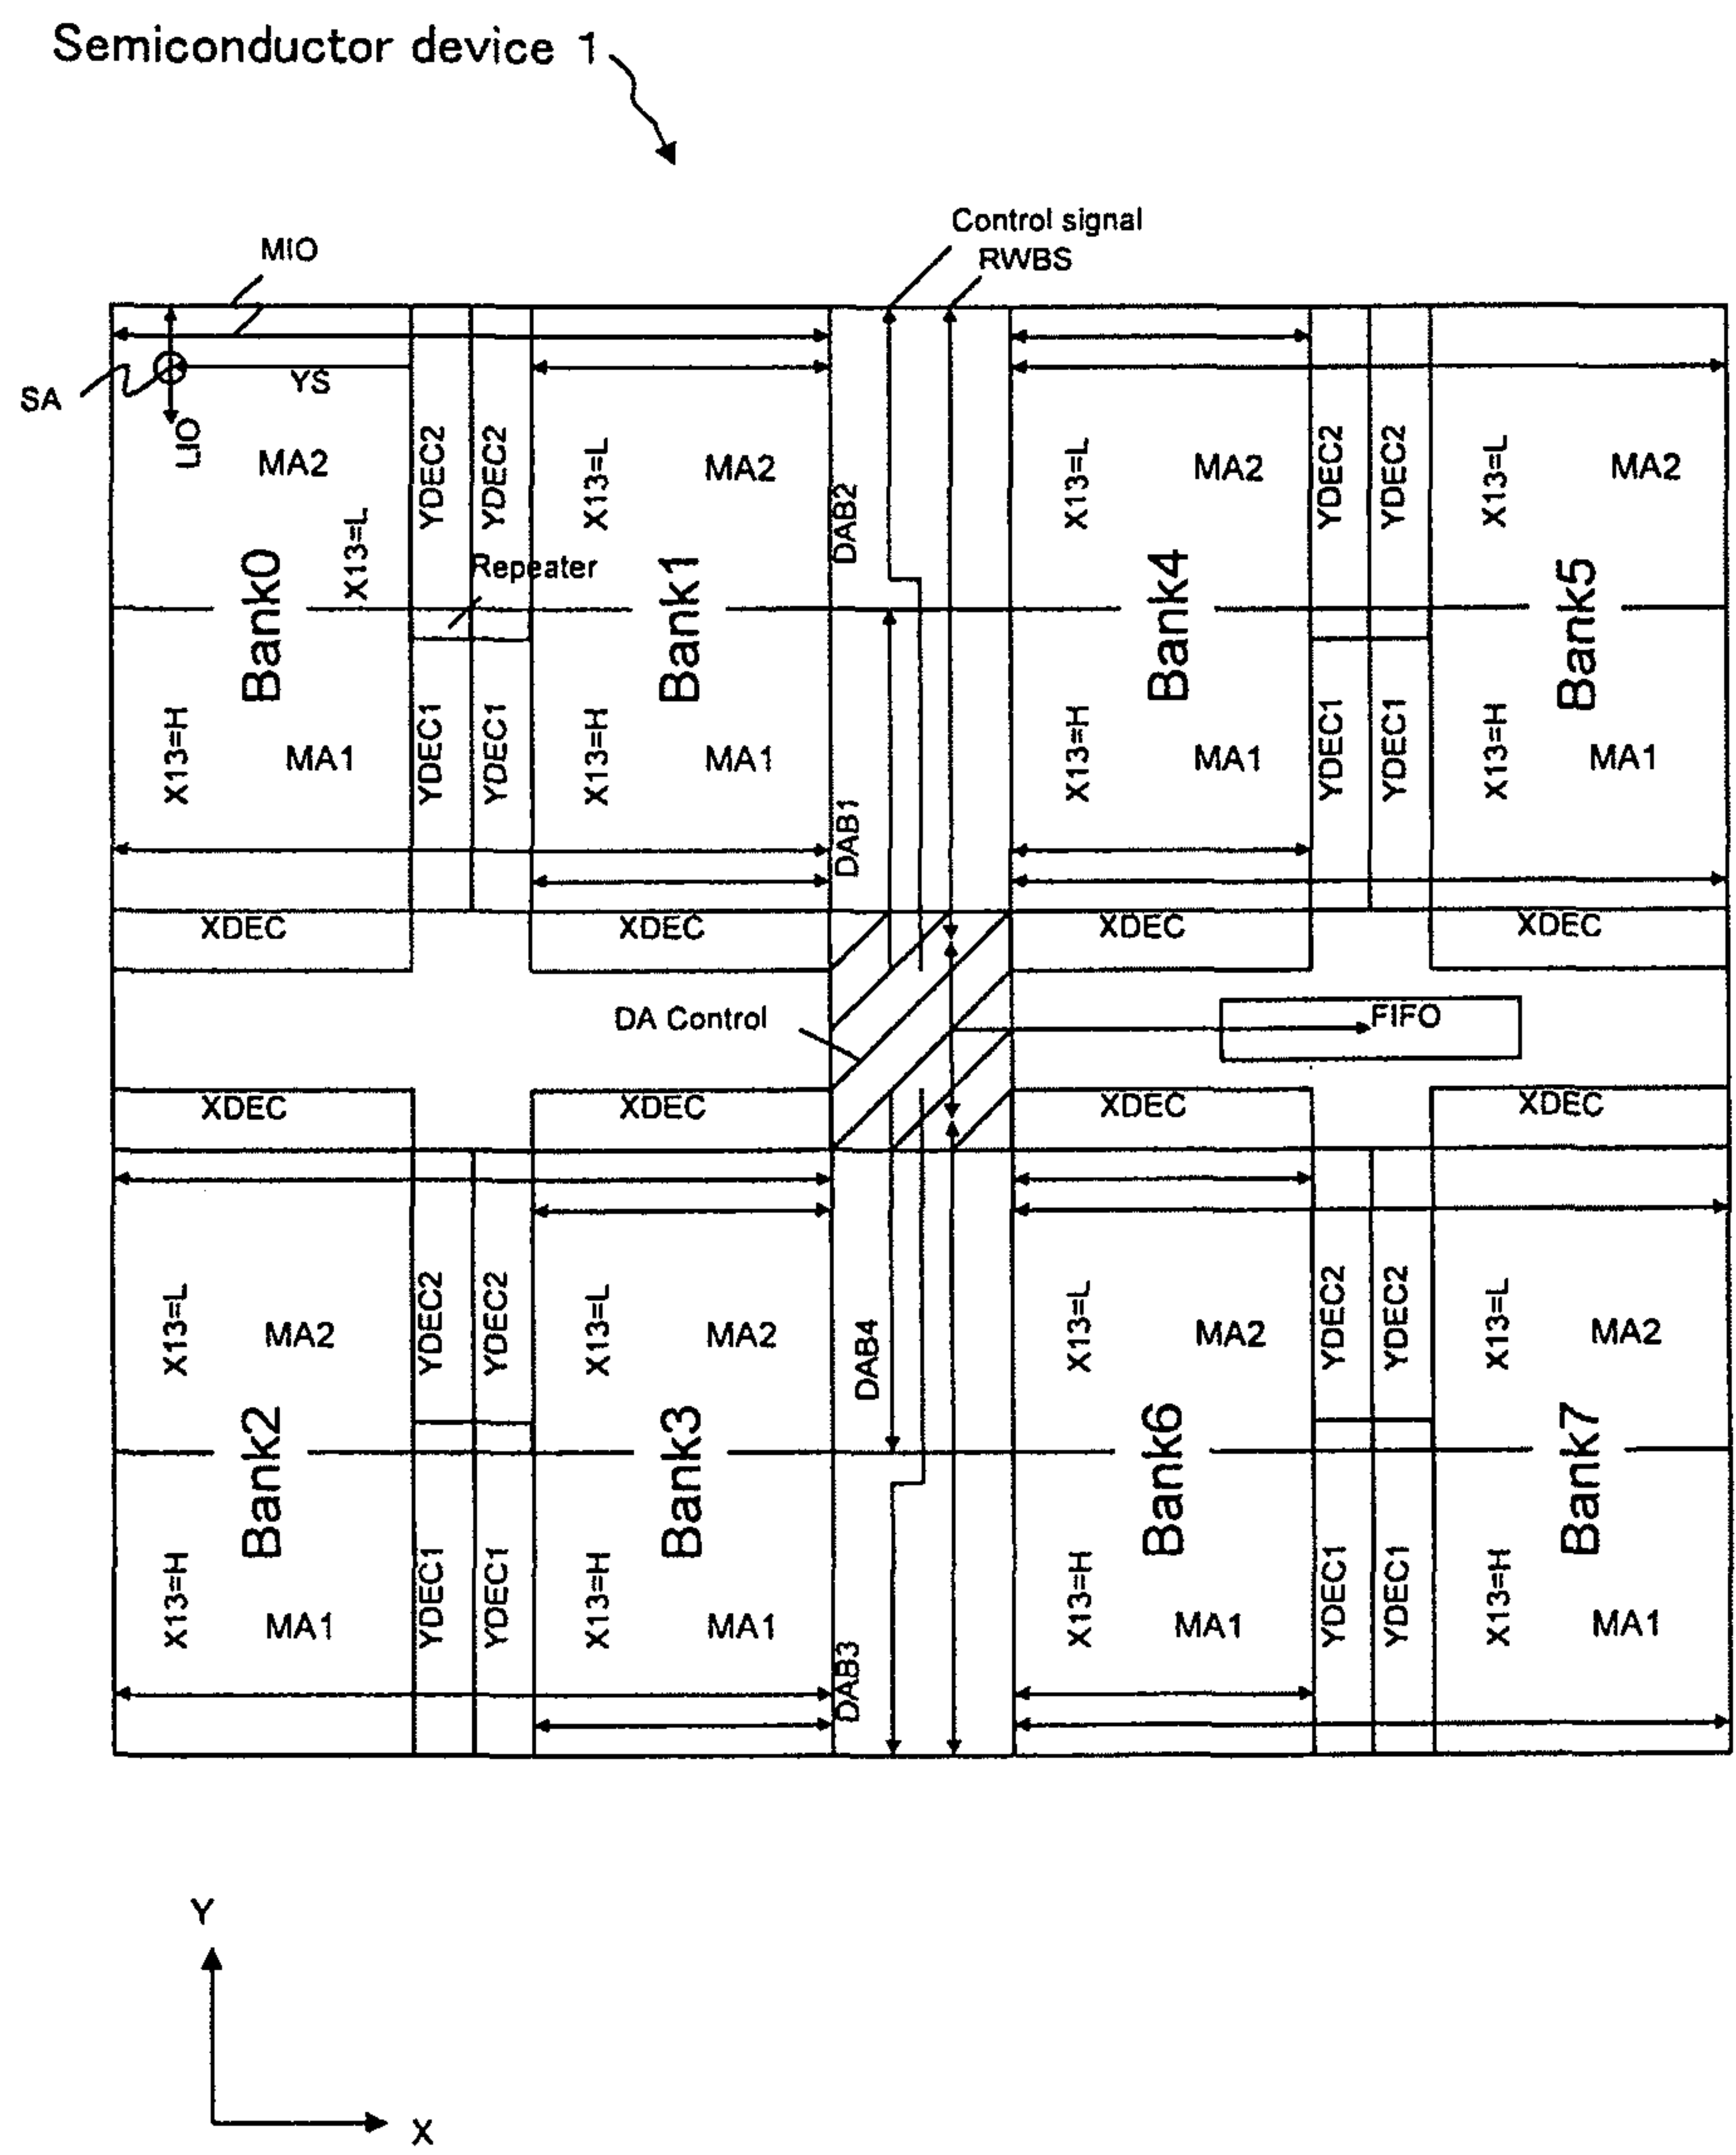 Semiconductor device 1
Control signal
MIO
RWBS
SA
YS
LIO
MA2
X13=L
YDEC2
YDEC2
X13=L
MA2
DAB2
X13=L
MA2
YDEC2
YDEC2
X13=L
MA2
Repeater
Bank0
Bank1
Bank4
Bank5
X13=H
MA1
YDEC1
YDEC1
X13=H
MA1
DAB1
X13=H
MA1
YDEC1
YDEC1
X13=H
MA1
XDEC
XDEC
XDEC
XDEC
DA Control
FIFO
XDEC
XDEC
XDEC
XDEC
X13=L
MA2
YDEC2
YDEC2
X13=L
MA2
DAB4
X13=L
MA2
YDEC2
YDEC2
X13=L
MA2
Bank2
Bank3
Bank6
Bank7
X13=H
MA1
YDEC1
YDEC1
X13=H
MA1
DAB3
X13=H
MA1
YDEC1
YDEC1
X13=H
MA1
Y
X